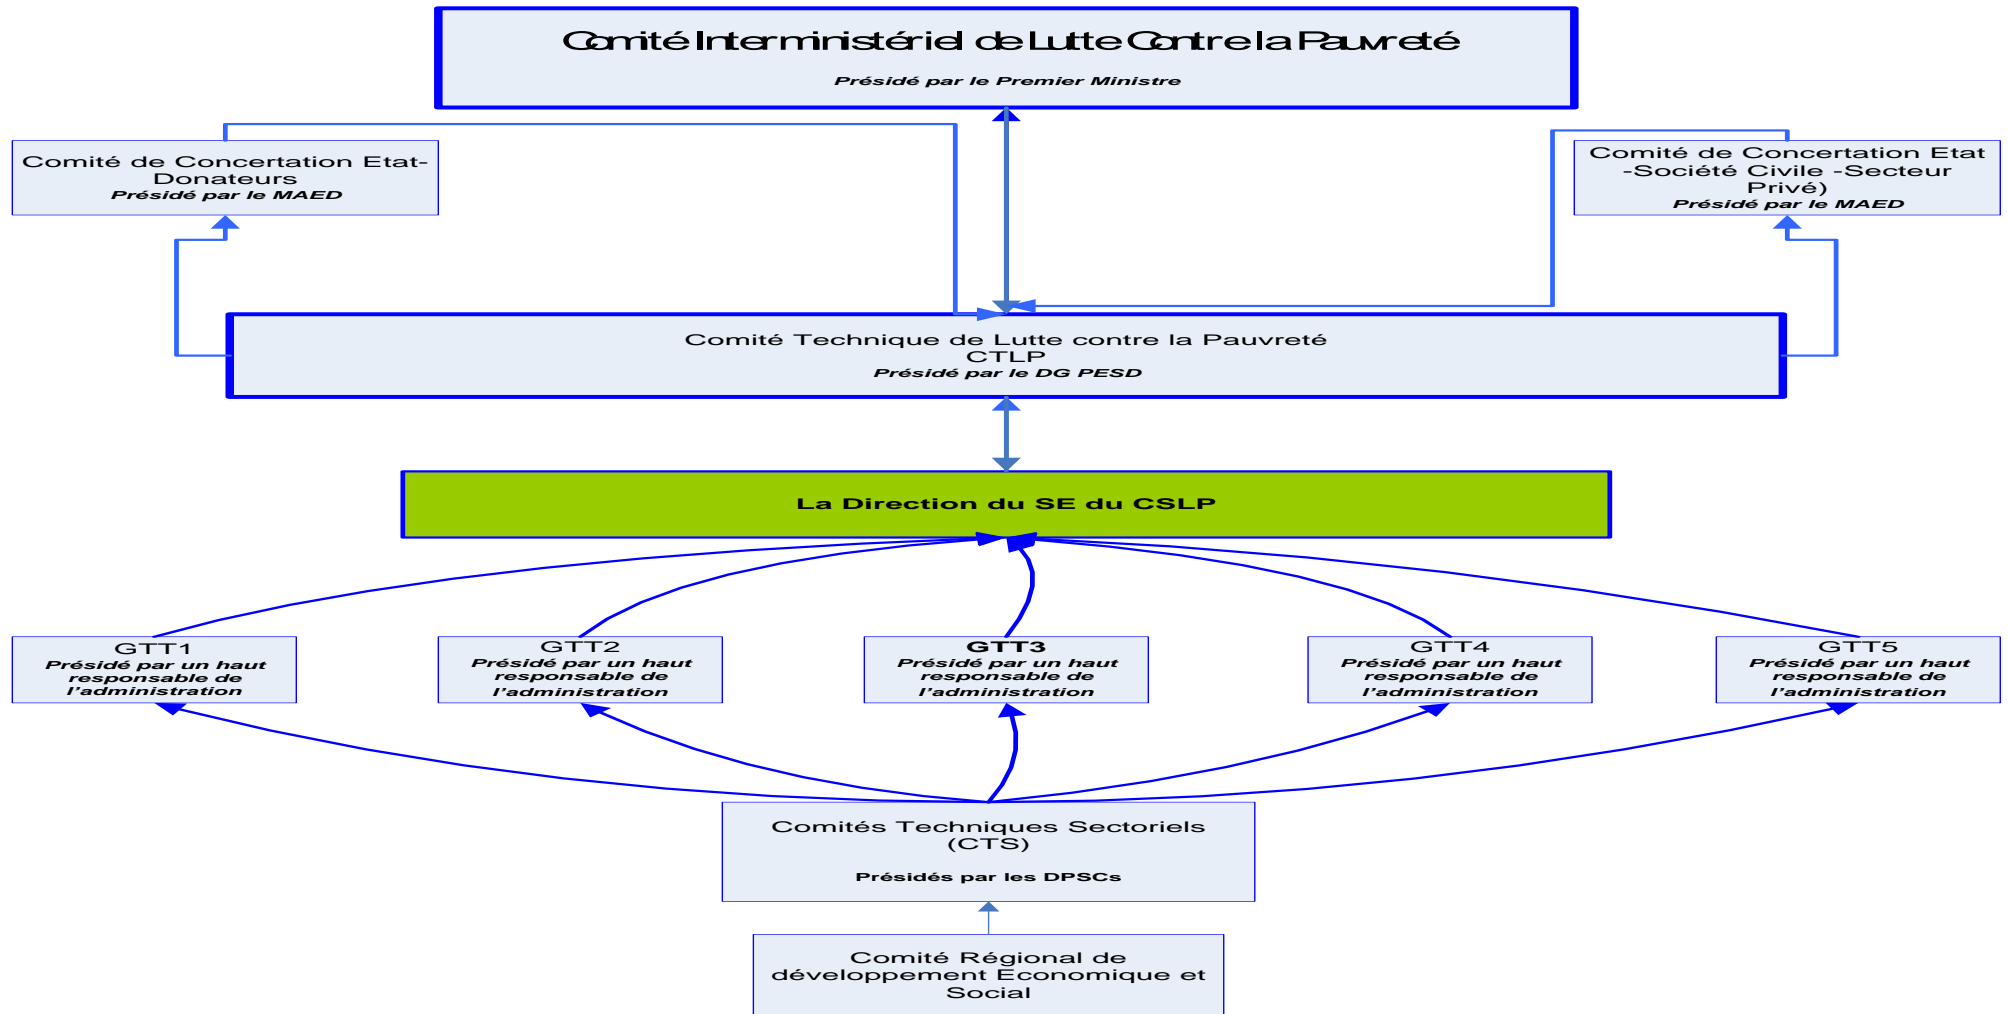 Comité Interministériel de Lutte Contre la Pauvreté
Présidé par le Premier Ministre
Comité de Concertation Etat-
Donateurs
Présidé par le MAED
Comité de Concertation Etat
-Société Civile -Secteur
Privé)
Présidé par le MAED
Comité Technique de Lutte contre la Pauvreté
CTLP
Présidé par le DG PESD
La Direction du SE du CSLP
GTT1
Présidé par un haut
responsable de
l'administration
GTT2
Présidé par un haut
responsable de
l'administration
GTT3
Présidé par un haut
responsable de
l'administration
GTT4
Présidé par un haut
responsable de
l'administration
GTT5
Présidé par un haut
responsable de
l'administration
Comités Techniques Sectoriels
(CTS)
Présidés par les DPSCs
Comité Régional de
développement Economique et
Social